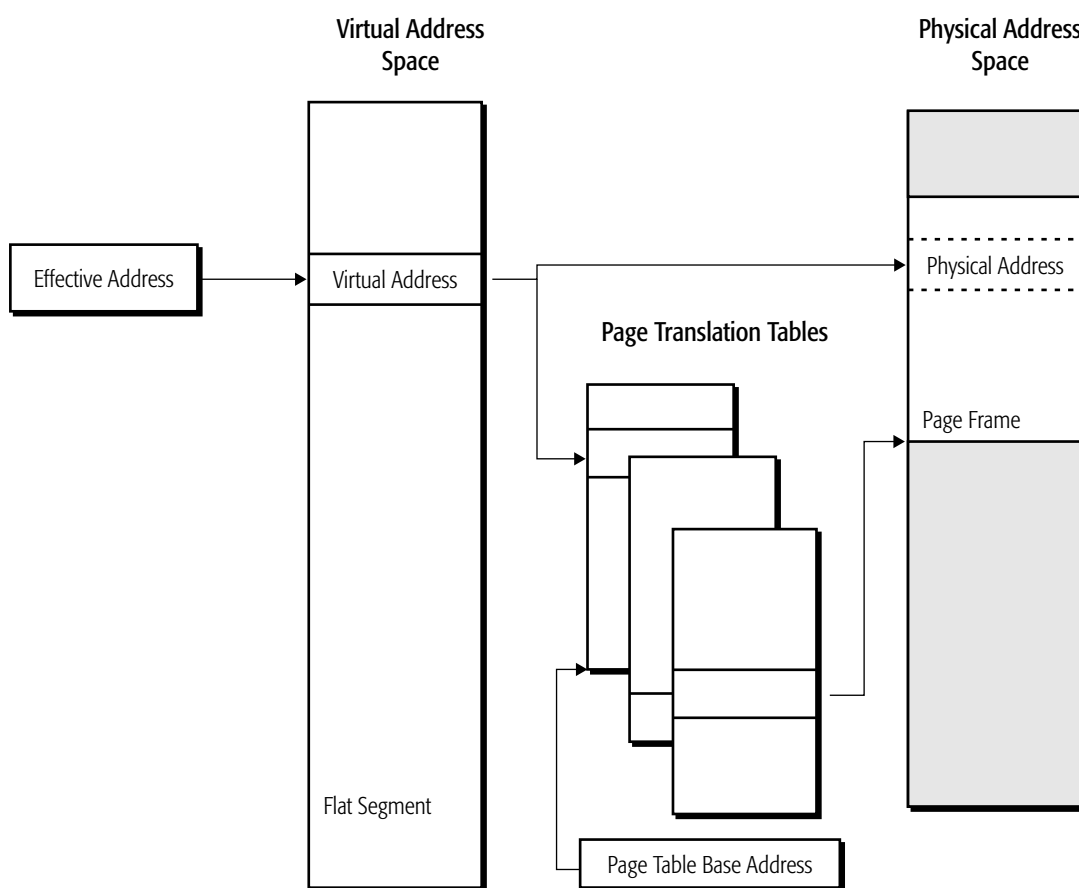 Virtual Address
Space
Physical Address
Space
Effective Address
Virtual Address
Physical Address
Page Translation Tables
Page Frame
Flat Segment
Page Table Base Address